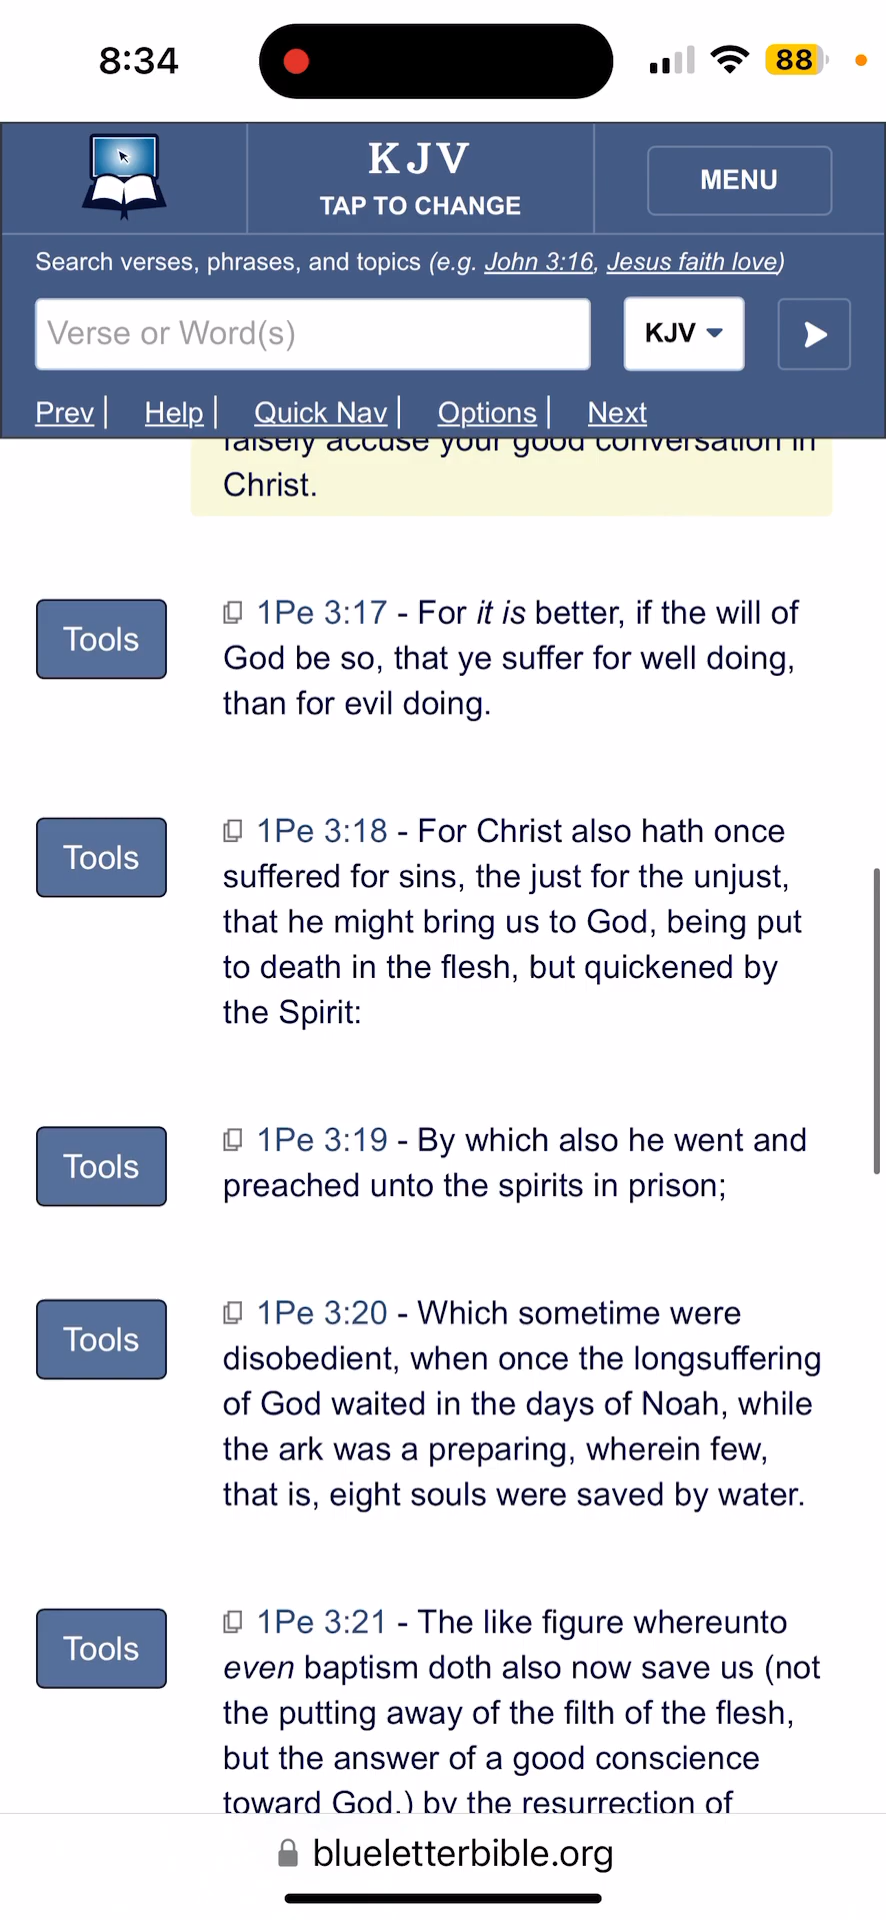 8:34
88
KJV
TAP TO CHANGE
MENU
Search verses, phrases, and topics (e.g. John 3:16, Jesus faith love)
Verse or Word(s)
KJV
Prev | Help | Quick Nav | Options | Next
falsely accuse your good conversation in
Christ.
Tools
1Pe 3:17 - For it is better, if the will of
God be so, that ye suffer for well doing,
than for evil doing.
Tools
1Pe 3:18 - For Christ also hath once
suffered for sins, the just for the unjust,
that he might bring us to God, being put
to death in the flesh, but quickened by
the Spirit:
Tools
1Pe 3:19 - By which also he went and
preached unto the spirits in prison;
Tools
1Pe 3:20 - Which sometime were
disobedient, when once the longsuffering
of God waited in the days of Noah, while
the ark was a preparing, wherein few,
that is, eight souls were saved by water.
Tools
1Pe 3:21 - The like figure whereunto
even baptism doth also now save us (not
the putting away of the filth of the flesh,
but the answer of a good conscience
toward God,) by the resurrection of
blueletterbible.org